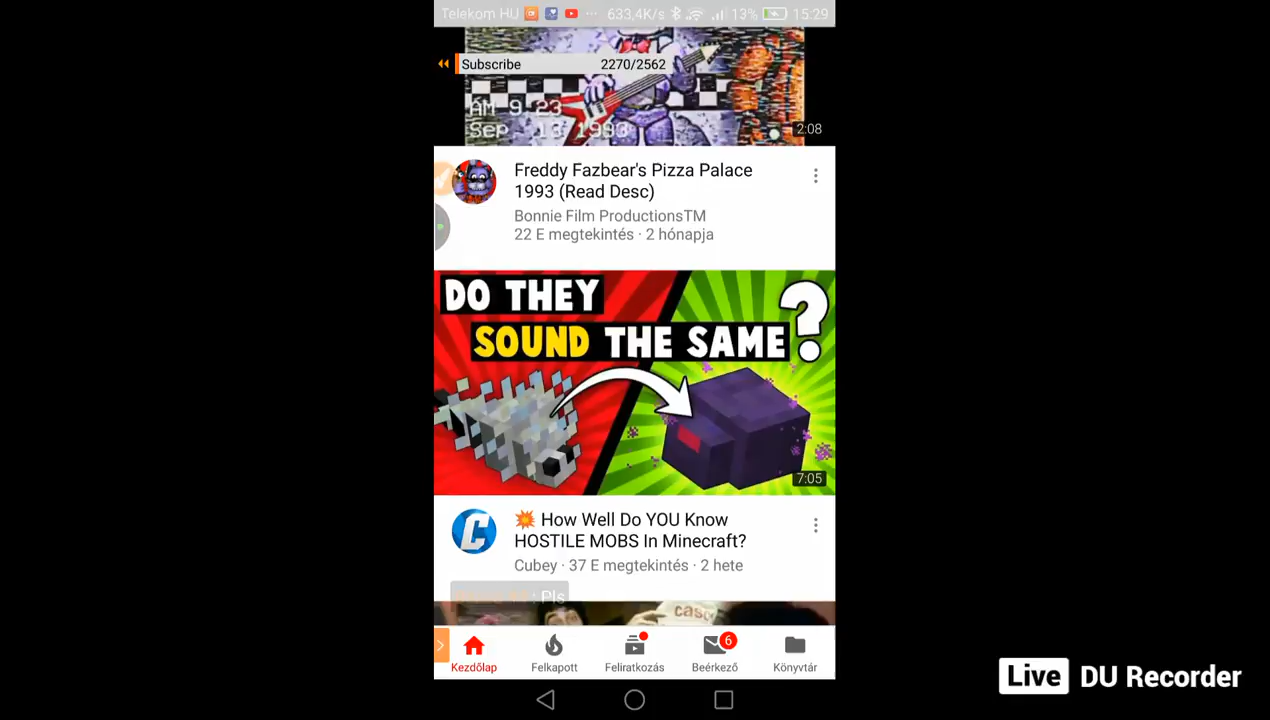 Telekom HU ... 633,4K/s 13% 15:29
Subscribe 2270/2562
AM 9:23
Sep. 13 1993
2:08
Freddy Fazbear's Pizza Palace
1993 (Read Desc)
Bonnie Film ProductionsTM
22 E megtekintés · 2 hónapja
DO THEY
SOUND THE SAME?
7:05
C
💥 How Well Do YOU Know
HOSTILE MOBS In Minecraft?
Cubey · 37 E megtekintés · 2 hete
: Pls
6
Kezdőlap Felkapott Feliratkozás Beérkező Könyvtár
Live DU Recorder